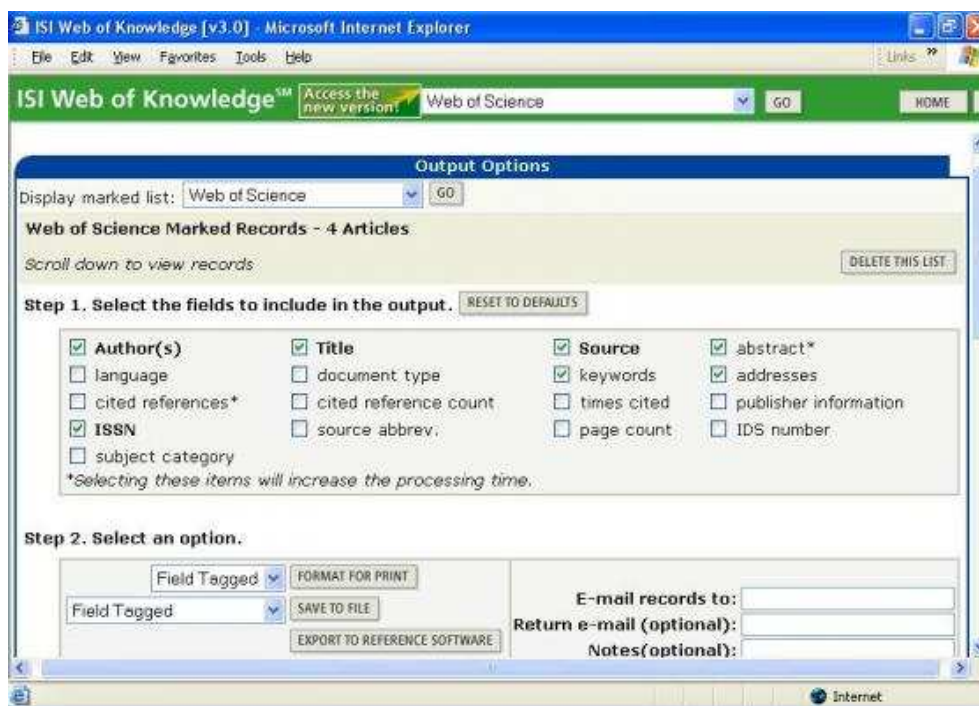 ISI Web of Knowledge [v3.0] - Microsoft Internet Explorer
File Edit View Favorites Tools Help Links »
ISI Web of Knowledge℠ Access the new version! Web of Science GO HOME
Output Options
Display marked list: Web of Science GO
Web of Science Marked Records - 4 Articles
Scroll down to view records DELETE THIS LIST
Step 1. Select the fields to include in the output. RESET TO DEFAULTS
Author(s) Title Source abstract*
language document type keywords addresses
cited references* cited reference count times cited publisher information
ISSN source abbrev. page count IDS number
subject category
*Selecting these items will increase the processing time.
Step 2. Select an option.
Field Tagged FORMAT FOR PRINT
Field Tagged SAVE TO FILE
EXPORT TO REFERENCE SOFTWARE
E-mail records to:
Return e-mail (optional):
Notes(optional):
Internet